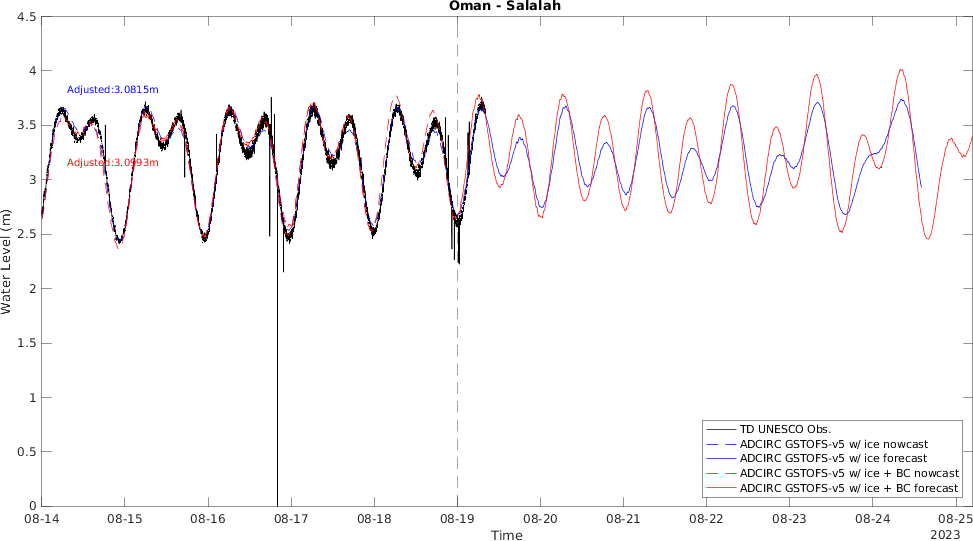 Oman - Salalah
4.5
4
3.5
3
2.5
2
1.5
1
0.5
0
Water Level (m)
Adjusted:3.0815m
Adjusted:3.0993m
TD UNESCO Obs.
ADCIRC GSTOFS-v5 w/ ice nowcast
ADCIRC GSTOFS-v5 w/ ice forecast
ADCIRC GSTOFS-v5 w/ ice + BC nowcast
ADCIRC GSTOFS-v5 w/ ice + BC forecast
08-14 08-15 08-16 08-17 08-18 08-19 08-20 08-21 08-22 08-23 08-24 08-25
Time
2023